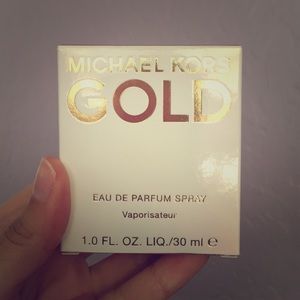 MICHAEL KORS
GOLD
EAU DE PARFUM SPRAY
Vaporisateur
1.0 FL. OZ. LIQ./30 ml ℮